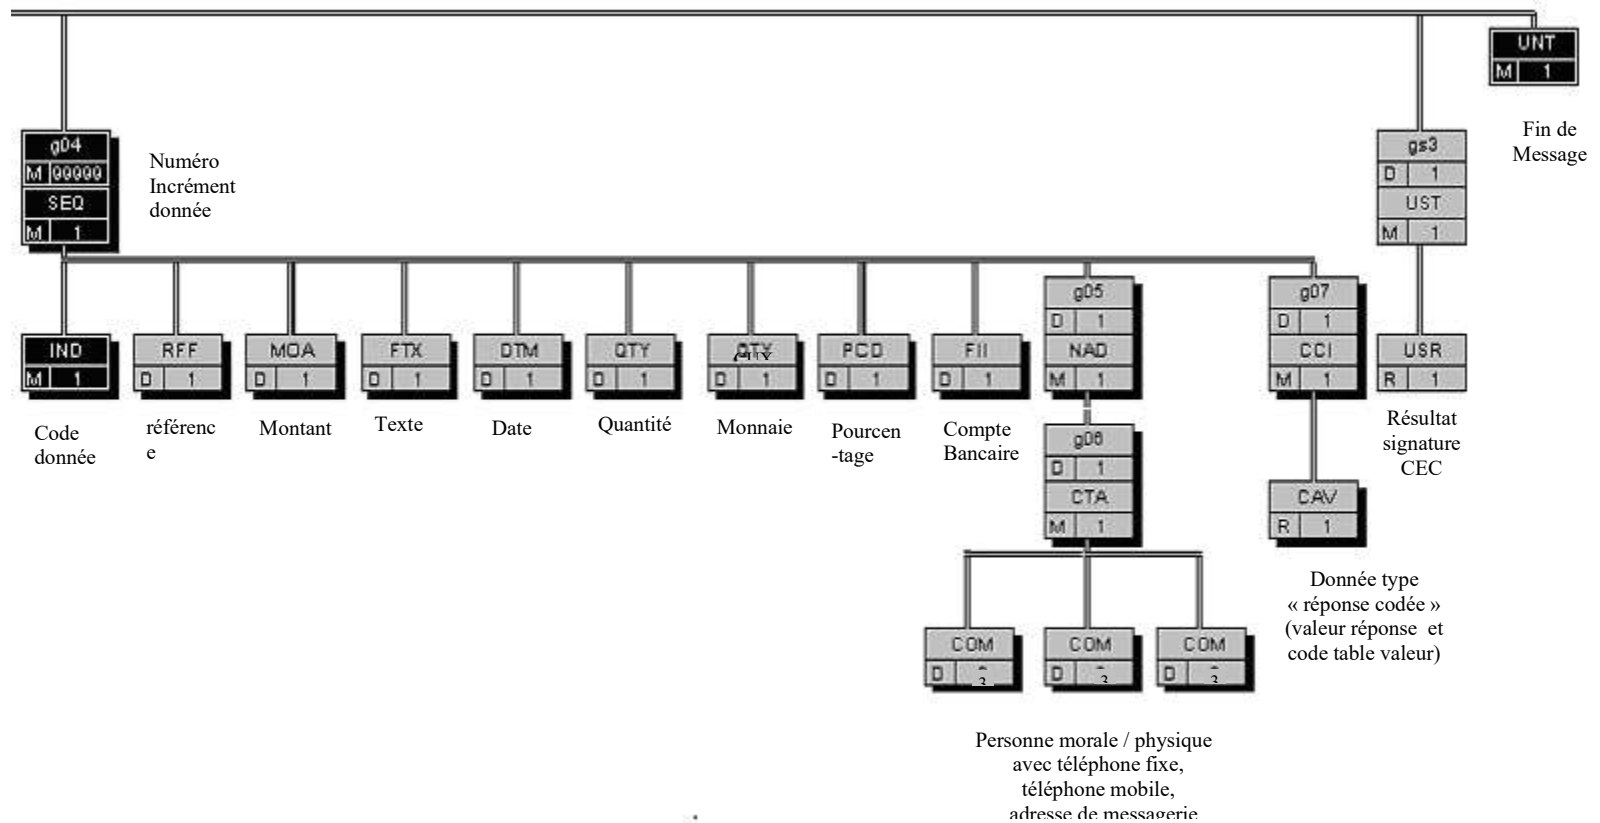 UNT
M 1
Fin de
Message
g04
M 99999
SEQ
M 1
Numéro
Incrément
donnée
gs3
D 1
UST
M 1
IND
M 1
Code
donnée
RFF
D 1
référenc
e
MOA
D 1
Montant
FTX
D 1
Texte
DTM
D 1
Date
QTY
D 1
Quantité
D 1
Monnaie
PCD
D 1
Pourcen
-tage
FII
D 1
Compte
Bancaire
g05
D 1
NAD
M 1
g06
D 1
CTA
M 1
COM
D 3
COM
D 3
COM
D 3
Personne morale / physique
avec téléphone fixe,
téléphone mobile,
adresse de messagerie
g07
D 1
CCI
M 1
CAV
R 1
Donnée type
« réponse codée »
(valeur réponse et
code table valeur)
USR
R 1
Résultat
signature
CEC